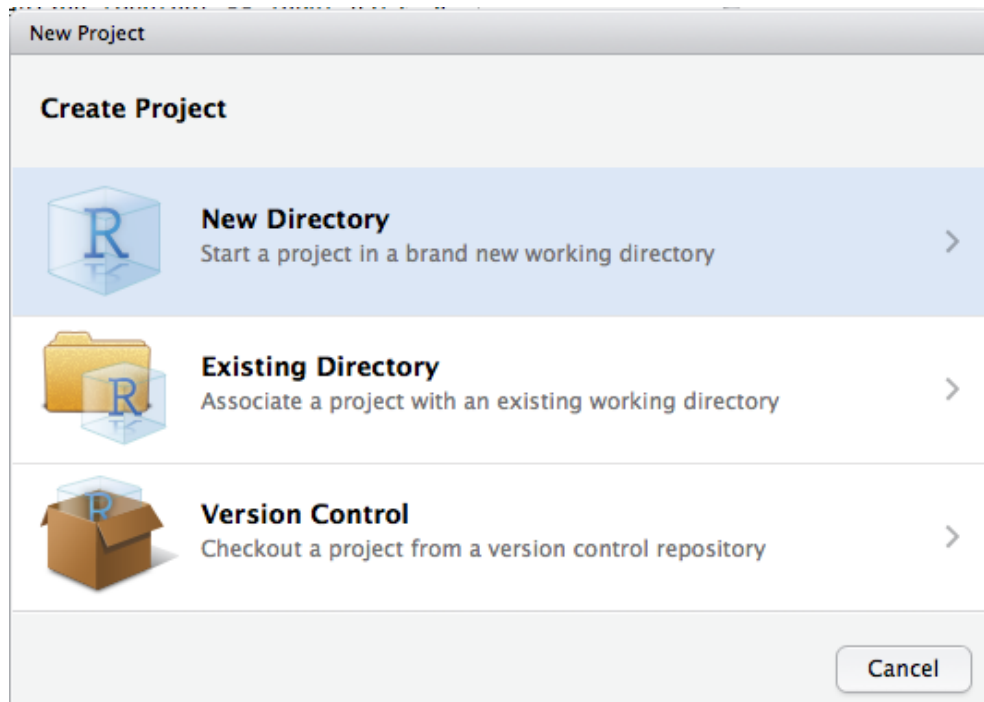 New Project
Create Project
New Directory
Start a project in a brand new working directory
Existing Directory
Associate a project with an existing working directory
Version Control
Checkout a project from a version control repository
Cancel